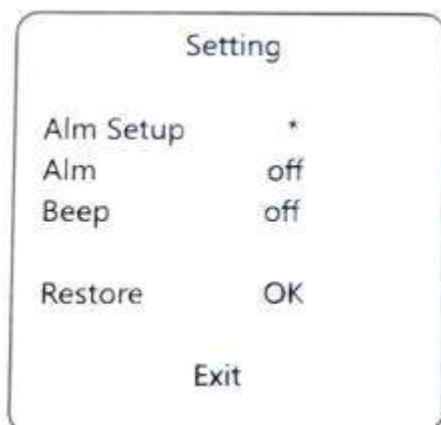 Setting
Alm Setup *
Alm off
Beep off
Restore OK
Exit